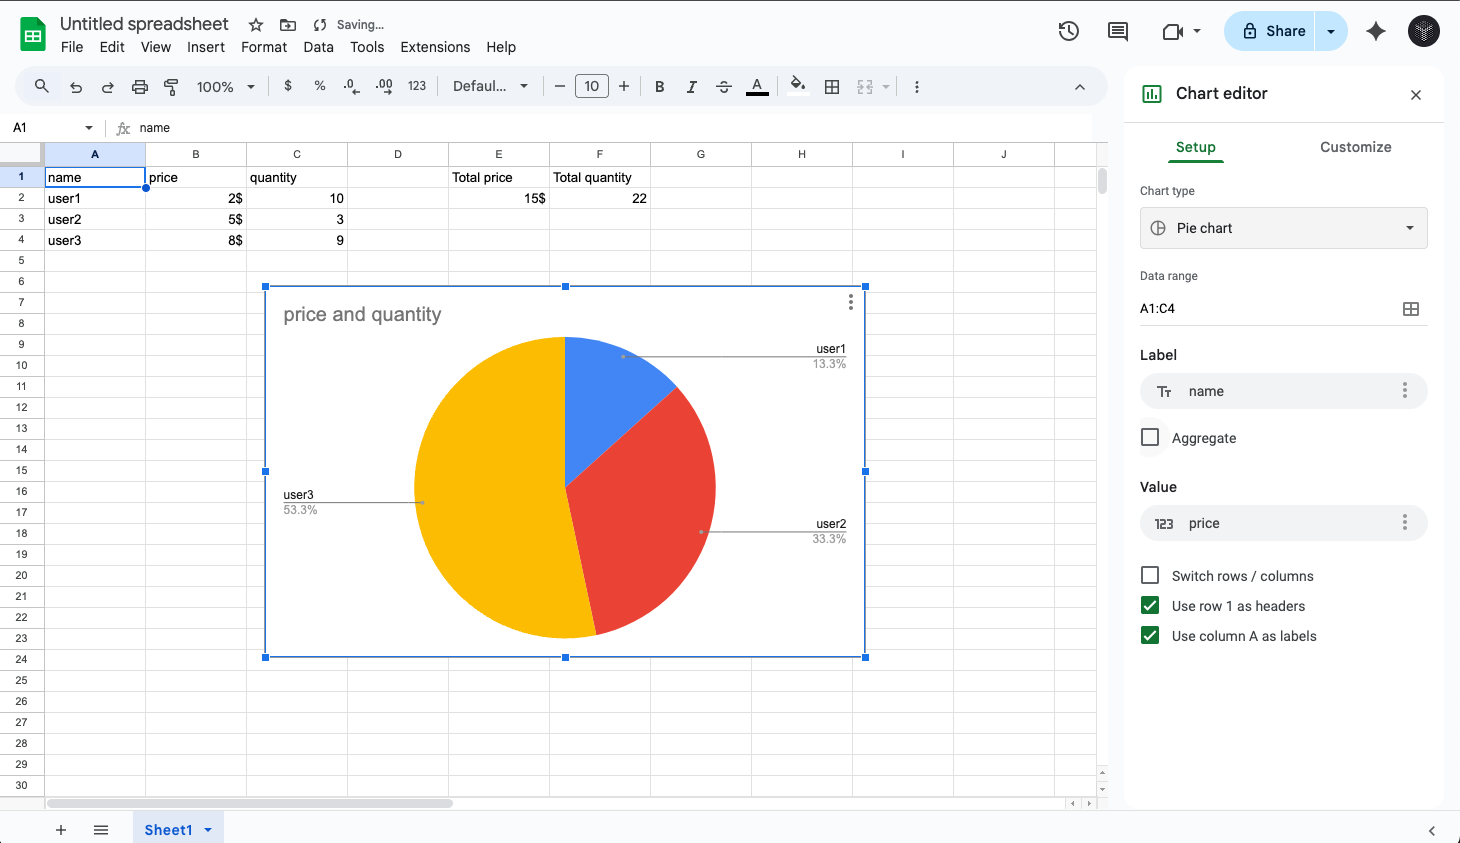 Untitled spreadsheet Saving...
File Edit View Insert Format Data Tools Extensions Help
Share
100% $ % .0 .00 123 Defaul... 10 B I A
A1 fx name
A B C D E F G H I J
1 name price quantity Total price Total quantity
2 user1 2$ 10 15$ 22
3 user2 5$ 3
4 user3 8$ 9
5
6
7
8
9
10
11
12
13
14
15
16
17
18
19
20
21
22
23
24
25
26
27
28
29
30
price and quantity
user1
13.3%
user3
53.3%
user2
33.3%
Sheet1
Chart editor
Setup Customize
Chart type
Pie chart
Data range
A1:C4
Label
Tт name
Aggregate
Value
123 price
Switch rows / columns
Use row 1 as headers
Use column A as labels